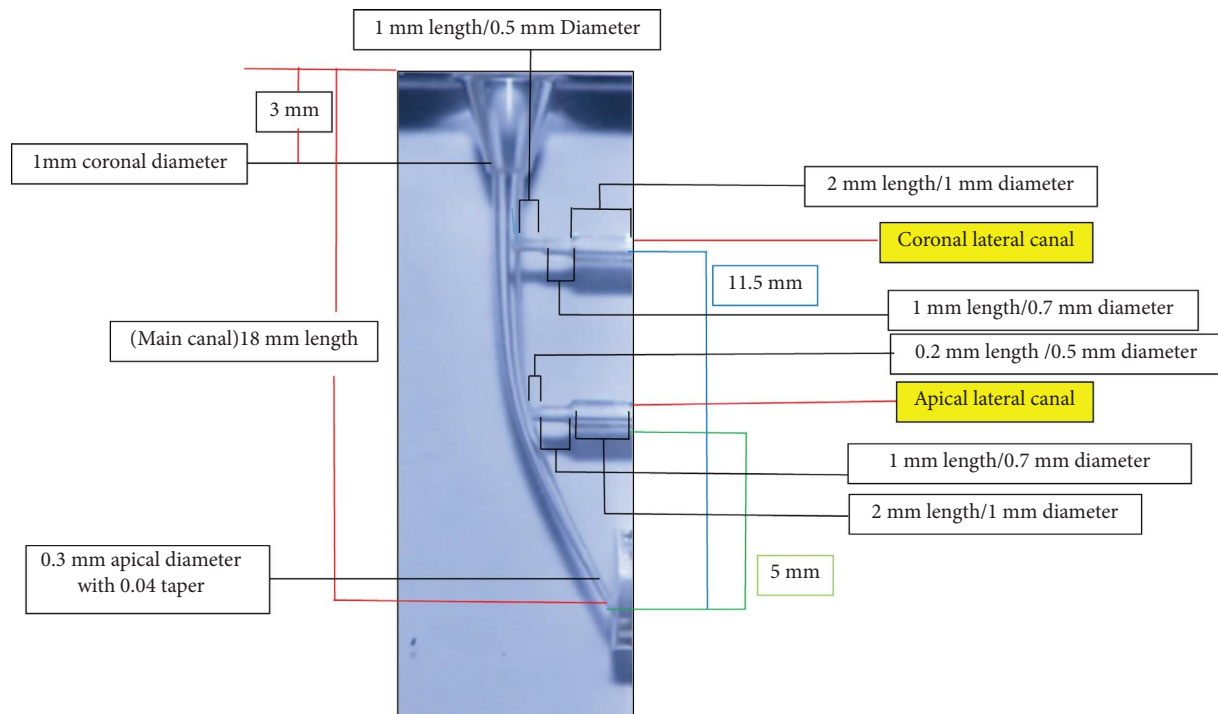 1 mm length/0.5 mm Diameter
3 mm
1mm coronal diameter
2 mm length/1 mm diameter
Coronal lateral canal
11.5 mm
1 mm length/0.7 mm diameter
(Main canal)18 mm length
0.2 mm length /0.5 mm diameter
Apical lateral canal
1 mm length/0.7 mm diameter
2 mm length/1 mm diameter
0.3 mm apical diameter
with 0.04 taper
5 mm